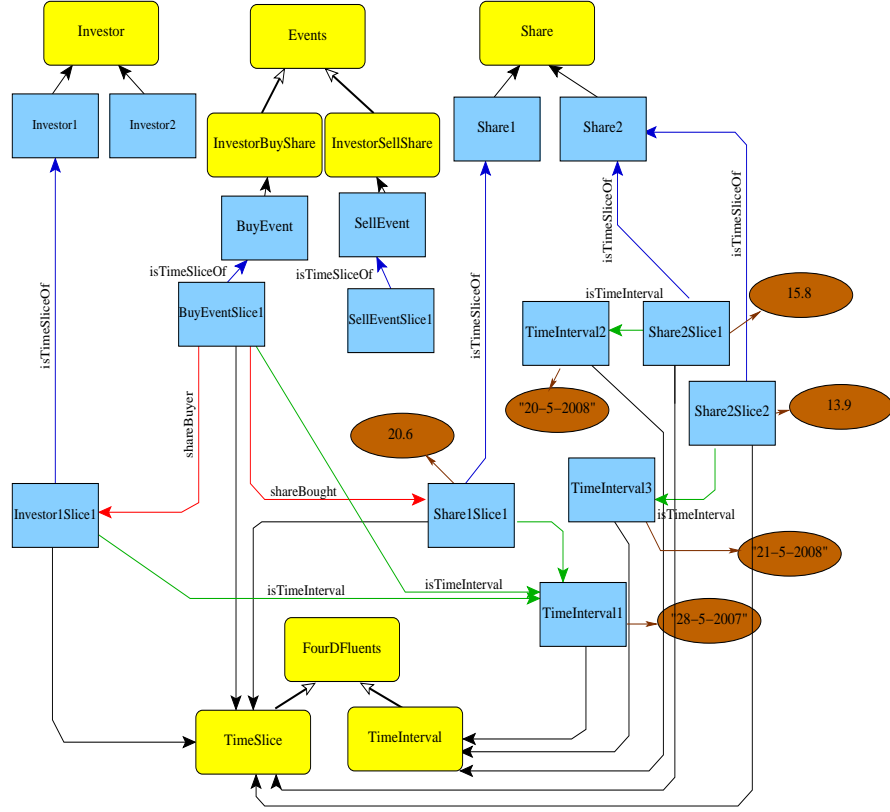 Investor
Events
Share
Investor1
Investor2
Share1
Share2
InvestorBuyShare
InvestorSellShare
BuyEvent
SellEvent
isTimeSliceOf
isTimeSliceOf
isTimeSliceOf
isTimeSliceOf
isTimeSliceOf
isTimeSliceOf
BuyEventSlice1
SellEventSlice1
isTimeInterval
15.8
TimeInterval2
Share2Slice1
"20-5-2008"
Share2Slice2
13.9
shareBuyer
20.6
TimeInterval3
shareBought
Investor1Slice1
Share1Slice1
isTimeInterval
"21-5-2008"
isTimeInterval
isTimeInterval
TimeInterval1
"28-5-2007"
FourDFluents
TimeSlice
TimeInterval